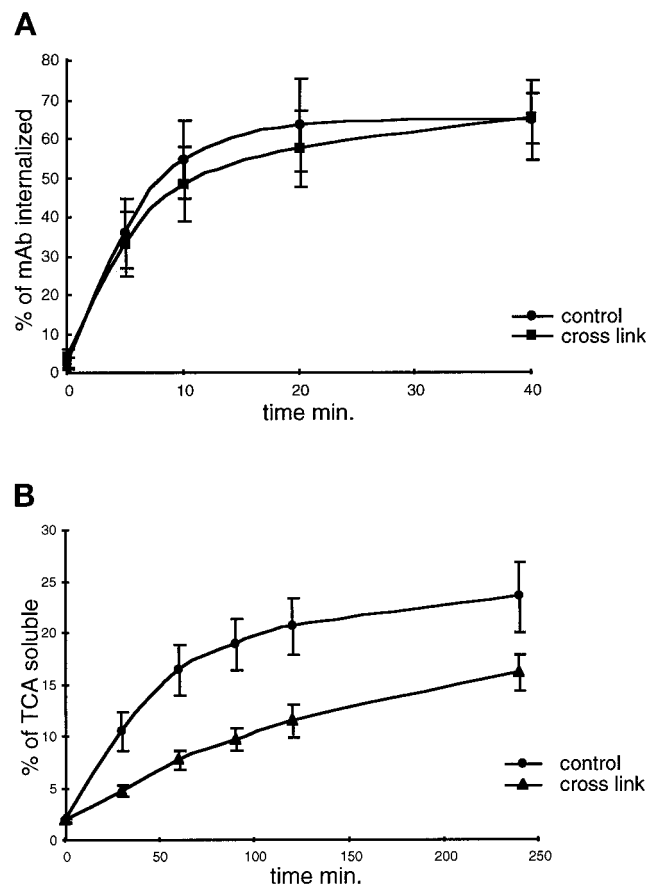 A
80
70
60
50
40
30
20
10
0
% of mAb internalized
0 10 20 30 40
time min.
control
cross link
B
30
25
20
15
10
5
0
% of TCA soluble
0 50 100 150 200 250
time min.
control
cross link